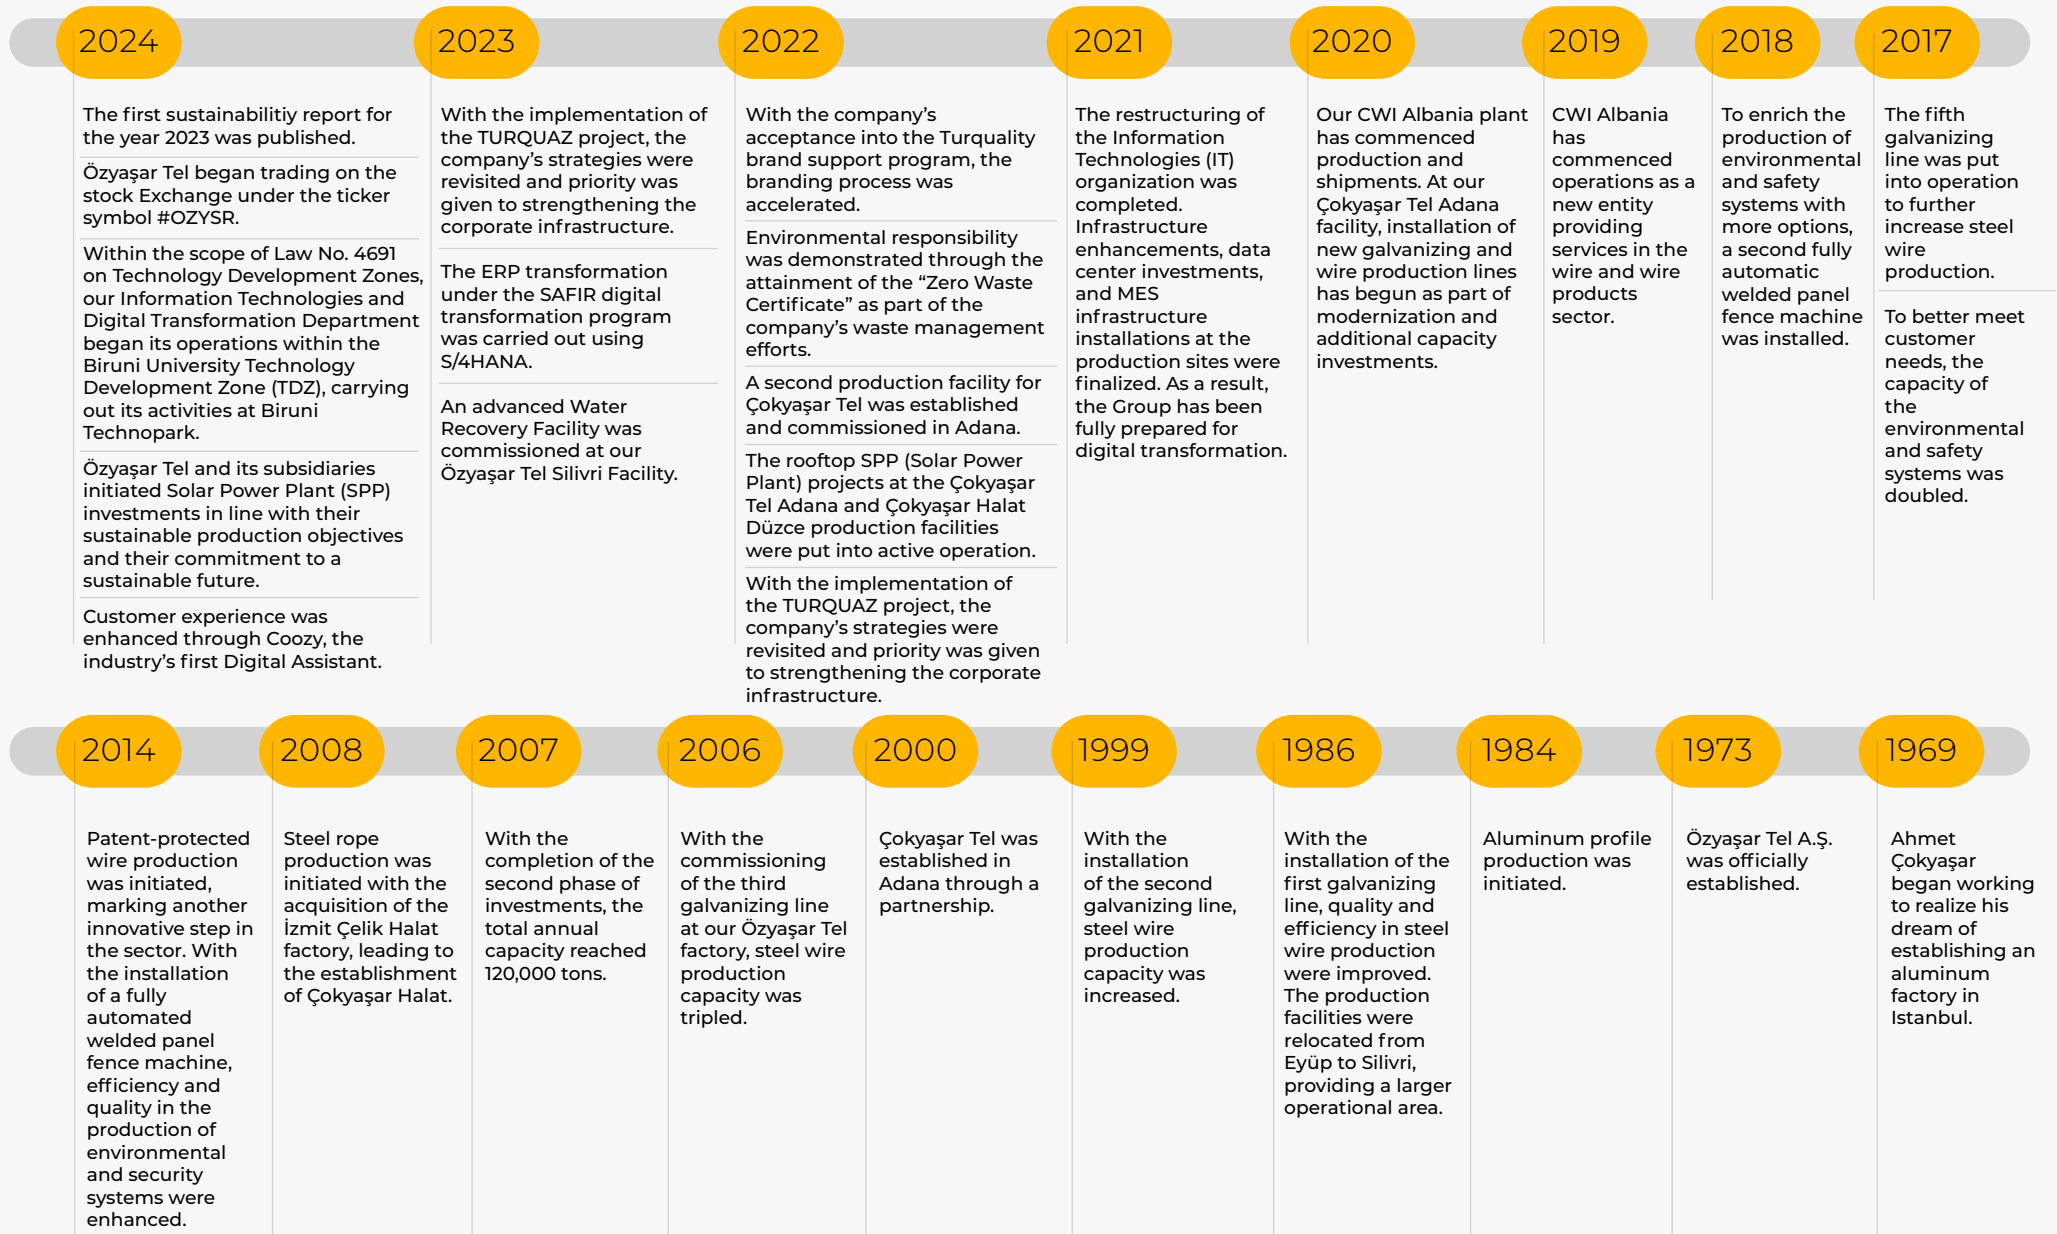 2024
The first sustainabilitiy report for
the year 2023 was published.
Özyaşar Tel began trading on the
stock Exchange under the ticker
symbol #OZYSR.
Within the scope of Law No. 4691
on Technology Development Zones,
our Information Technologies and
Digital Transformation Department
began its operations within the
Biruni University Technology
Development Zone (TDZ), carrying
out its activities at Biruni
Technopark.
Özyaşar Tel and its subsidiaries
initiated Solar Power Plant (SPP)
investments in line with their
sustainable production objectives
and their commitment to a
sustainable future.
Customer experience was
enhanced through Coozy, the
industry’s first Digital Assistant.
2023
With the implementation of
the TURQUAZ project, the
company’s strategies were
revisited and priority was
given to strengthening the
corporate infrastructure.
The ERP transformation
under the SAFIR digital
transformation program
was carried out using
S/4HANA.
An advanced Water
Recovery Facility was
commissioned at our
Özyaşar Tel Silivri Facility.
2022
With the company’s
acceptance into the Turquality
brand support program, the
branding process was
accelerated.
Environmental responsibility
was demonstrated through the
attainment of the “Zero Waste
Certificate” as part of the
company’s waste management
efforts.
A second production facility for
Çokyaşar Tel was established
and commissioned in Adana.
The rooftop SPP (Solar Power
Plant) projects at the Çokyaşar
Tel Adana and Çokyaşar Halat
Düzce production facilities
were put into active operation.
With the implementation of
the TURQUAZ project, the
company’s strategies were
revisited and priority was given
to strengthening the corporate
infrastructure.
2021
The restructuring of
the Information
Technologies (IT)
organization was
completed.
Infrastructure
enhancements, data
center investments,
and MES
infrastructure
installations at the
production sites were
finalized. As a result,
the Group has been
fully prepared for
digital transformation.
2020
Our CWI Albania plant
has commenced
production and
shipments. At our
Çokyaşar Tel Adana
facility, installation of
new galvanizing and
wire production lines
has begun as part of
modernization and
additional capacity
investments.
2019
CWI Albania
has
commenced
operations as a
new entity
providing
services in the
wire and wire
products
sector.
2018
To enrich the
production of
environmental
and safety
systems with
more options,
a second fully
automatic
welded panel
fence machine
was installed.
2017
The fifth
galvanizing
line was put
into operation
to further
increase steel
wire
production.
To better meet
customer
needs, the
capacity of
the
environmental
and safety
systems was
doubled.
2014
Patent-protected
wire production
was initiated,
marking another
innovative step in
the sector. With
the installation
of a fully
automated
welded panel
fence machine,
efficiency and
quality in the
production of
environmental
and security
systems were
enhanced.
2008
Steel rope
production was
initiated with the
acquisition of the
İzmit Çelik Halat
factory, leading to
the establishment
of Çokyaşar Halat.
2007
With the
completion of the
second phase of
investments, the
total annual
capacity reached
120,000 tons.
2006
With the
commissioning
of the third
galvanizing line
at our Özyaşar Tel
factory, steel wire
production
capacity was
tripled.
2000
Çokyaşar Tel was
established in
Adana through a
partnership.
1999
With the
installation
of the second
galvanizing line,
steel wire
production
capacity was
increased.
1986
With the
installation of the
first galvanizing
line, quality and
efficiency in steel
wire production
were improved.
The production
facilities were
relocated from
Eyüp to Silivri,
providing a larger
operational area.
1984
Aluminum profile
production was
initiated.
1973
Özyaşar Tel A.Ş.
was officially
established.
1969
Ahmet
Çokyaşar
began working
to realize his
dream of
establishing an
aluminum
factory in
Istanbul.